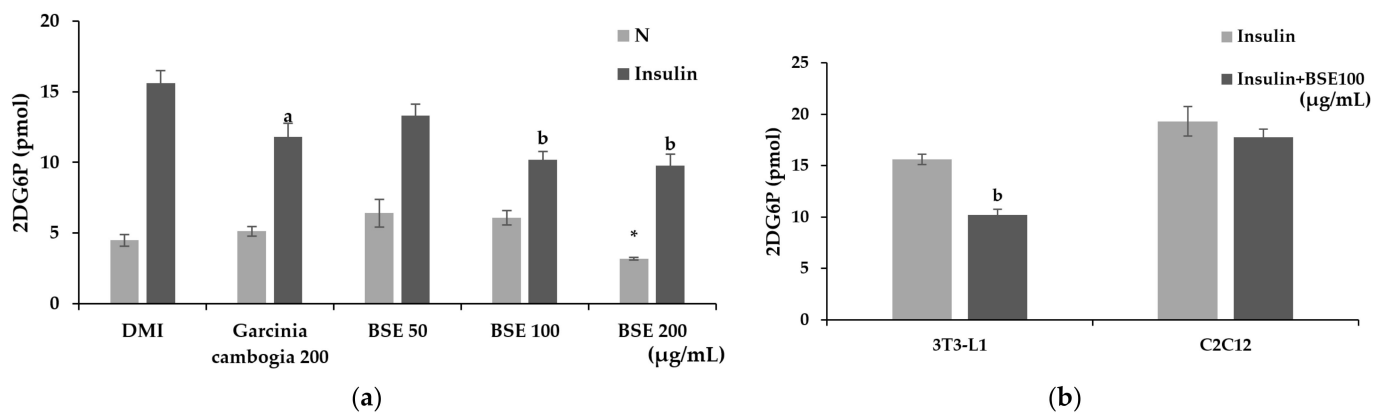 20
15
10
5
0
2DG6P (pmol)
N
Insulin
a
b
b
*
DMI
Garcinia
cambogia 200
BSE 50
BSE 100
BSE 200
(µg/mL)
(a)
25
20
15
10
5
0
2DG6P (pmol)
Insulin
Insulin+BSE100
(µg/mL)
b
3T3-L1
C2C12
(b)